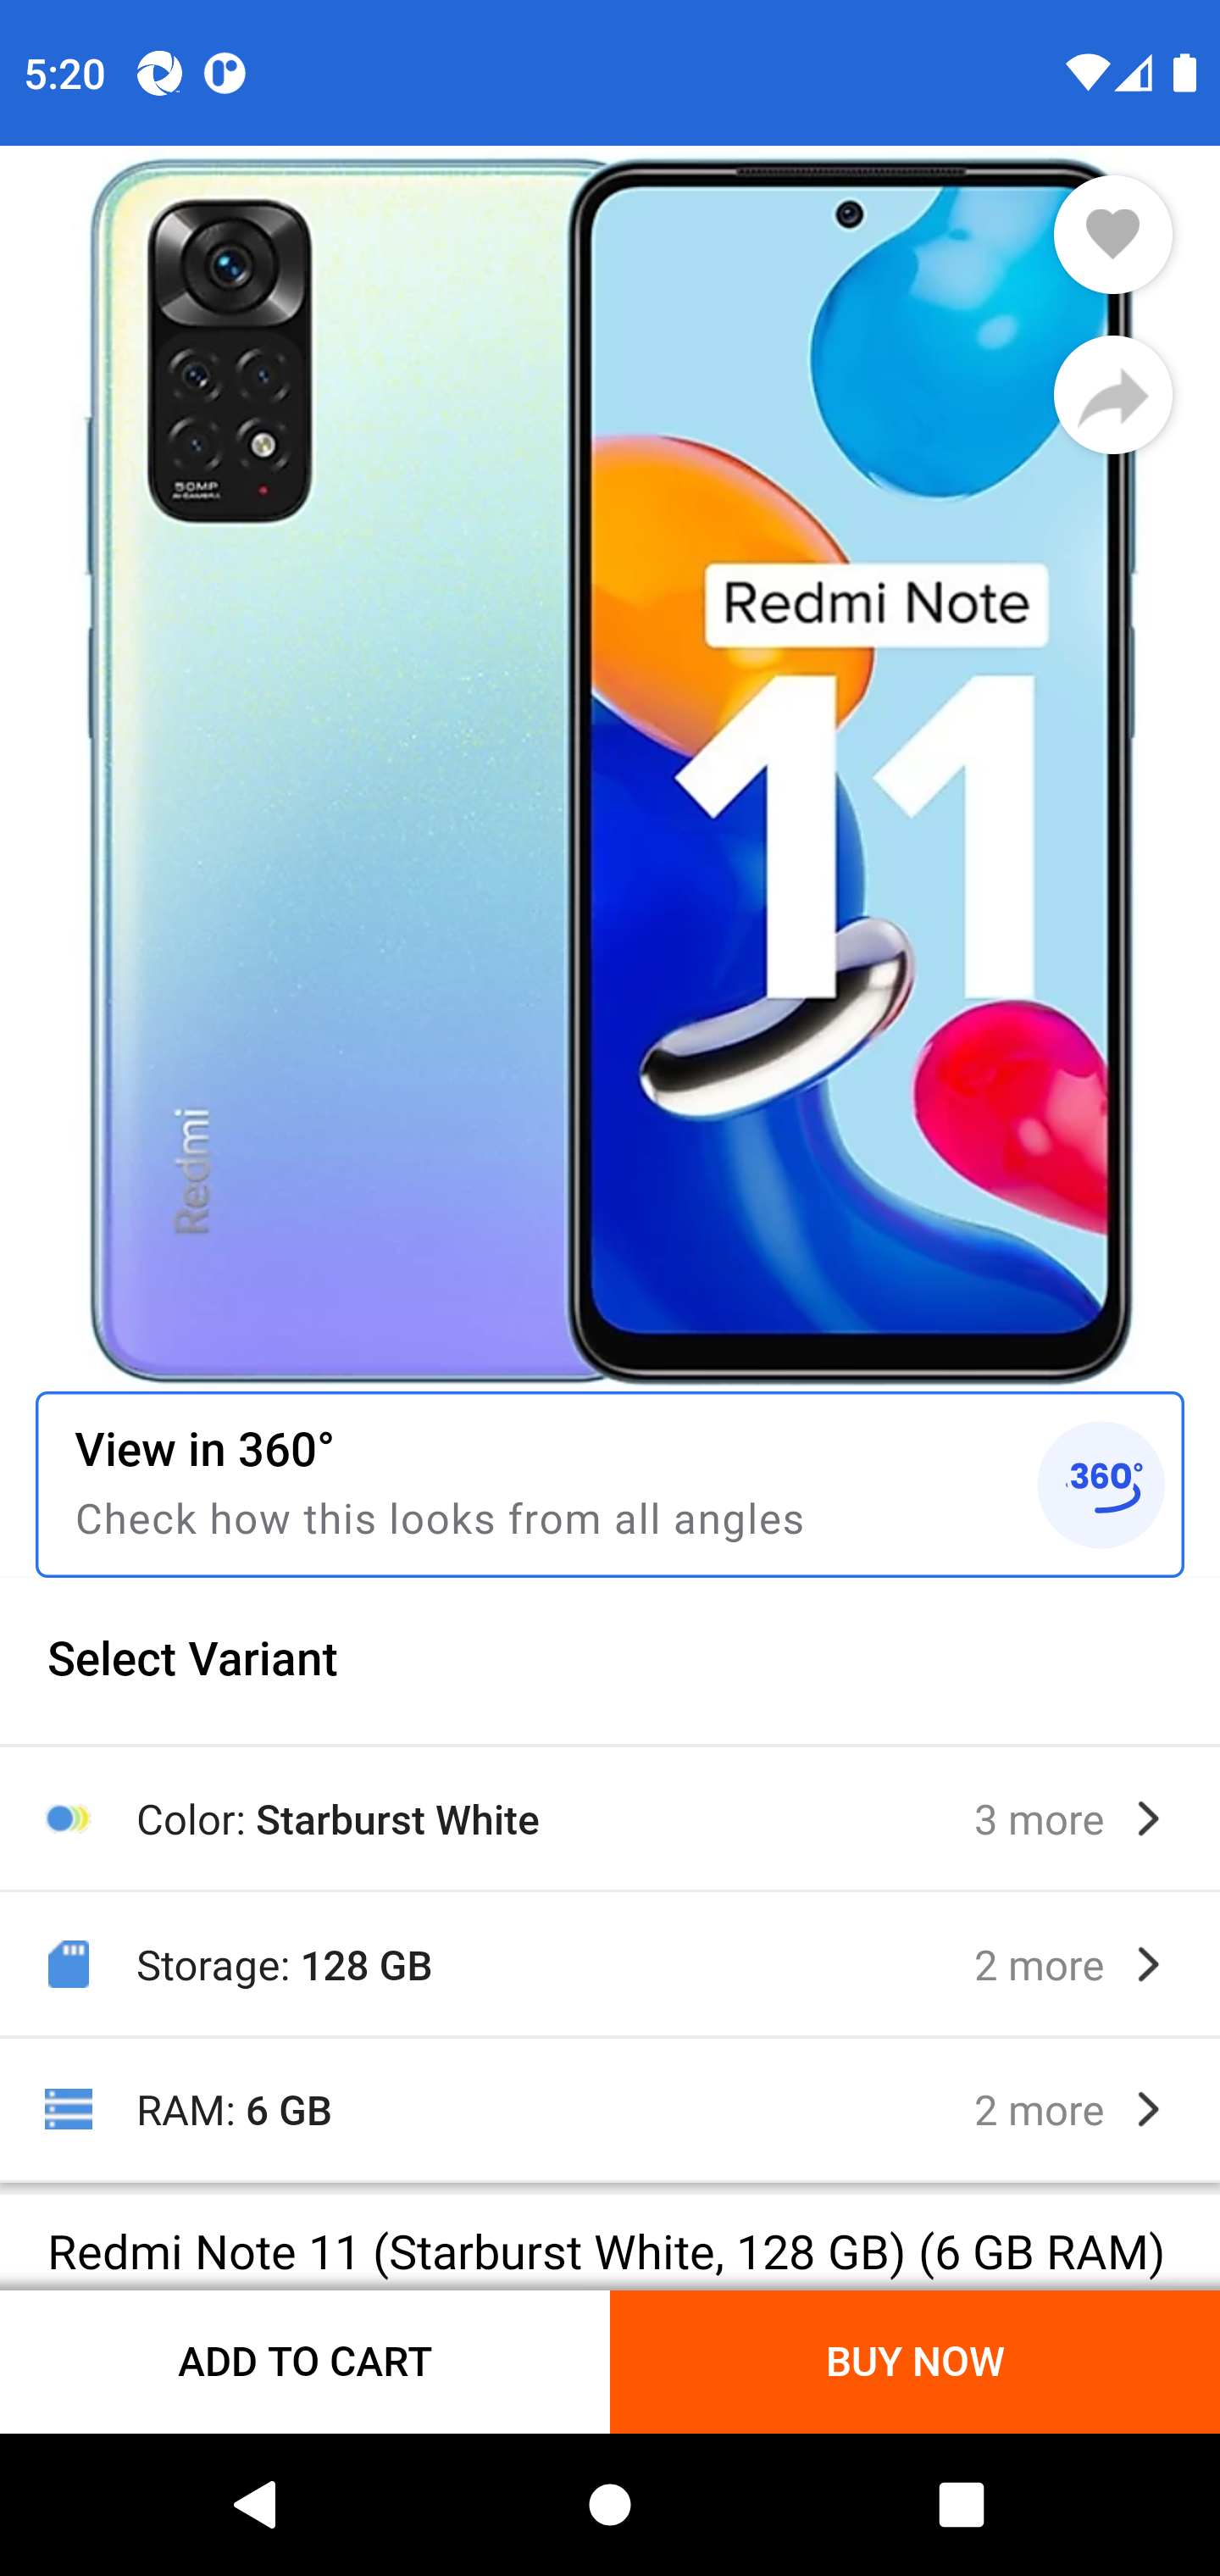 5:20
50MP
AI CAMERA
Redmi Note
11
Redmi
View in 360°
360°
Check how this looks from all angles
Select Variant
Color: Starburst White 3 more
Storage: 128 GB 2 more
RAM: 6 GB 2 more
Redmi Note 11 (Starburst White, 128 GB) (6 GB RAM)
ADD TO CART BUY NOW